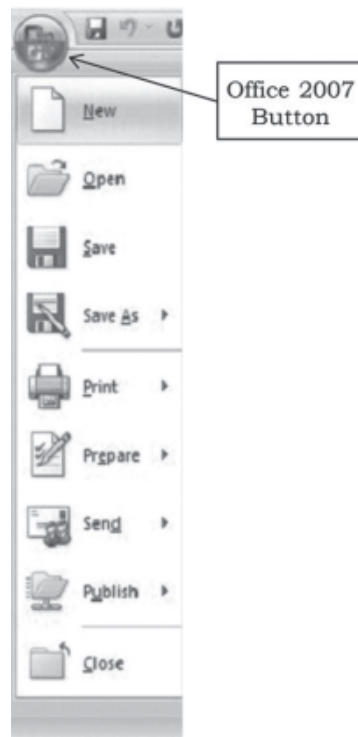 Office 2007
Button
New
Open
Save
Save As
Print
Prepare
Send
Publish
Close